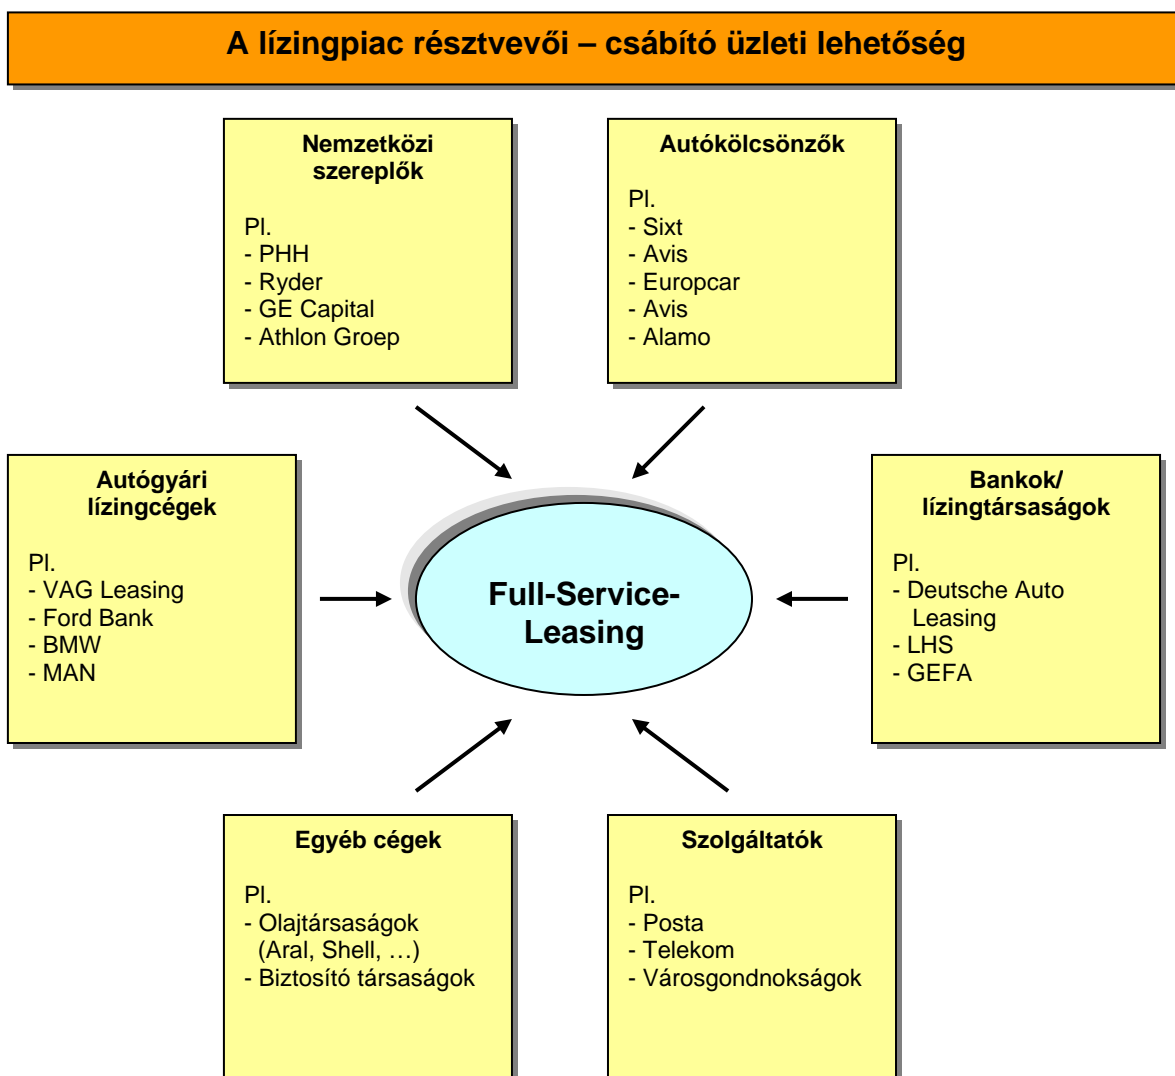 A lízingpiac résztvevői – csábító üzleti lehetőség
Nemzetközi
szereplők
Pl.
- PHH
- Ryder
- GE Capital
- Athlon Groep
Autókölcsönzők
Pl.
- Sixt
- Avis
- Europcar
- Avis
- Alamo
Autógyári
lízingcégek
Pl.
- VAG Leasing
- Ford Bank
- BMW
- MAN
Full-Service-
Leasing
Bankok/
lízingtársaságok
Pl.
- Deutsche Auto
Leasing
- LHS
- GEFA
Egyéb cégek
Pl.
- Olajtársaságok
(Aral, Shell, …)
- Biztosító társaságok
Szolgáltatók
Pl.
- Posta
- Telekom
- Városgondnokságok